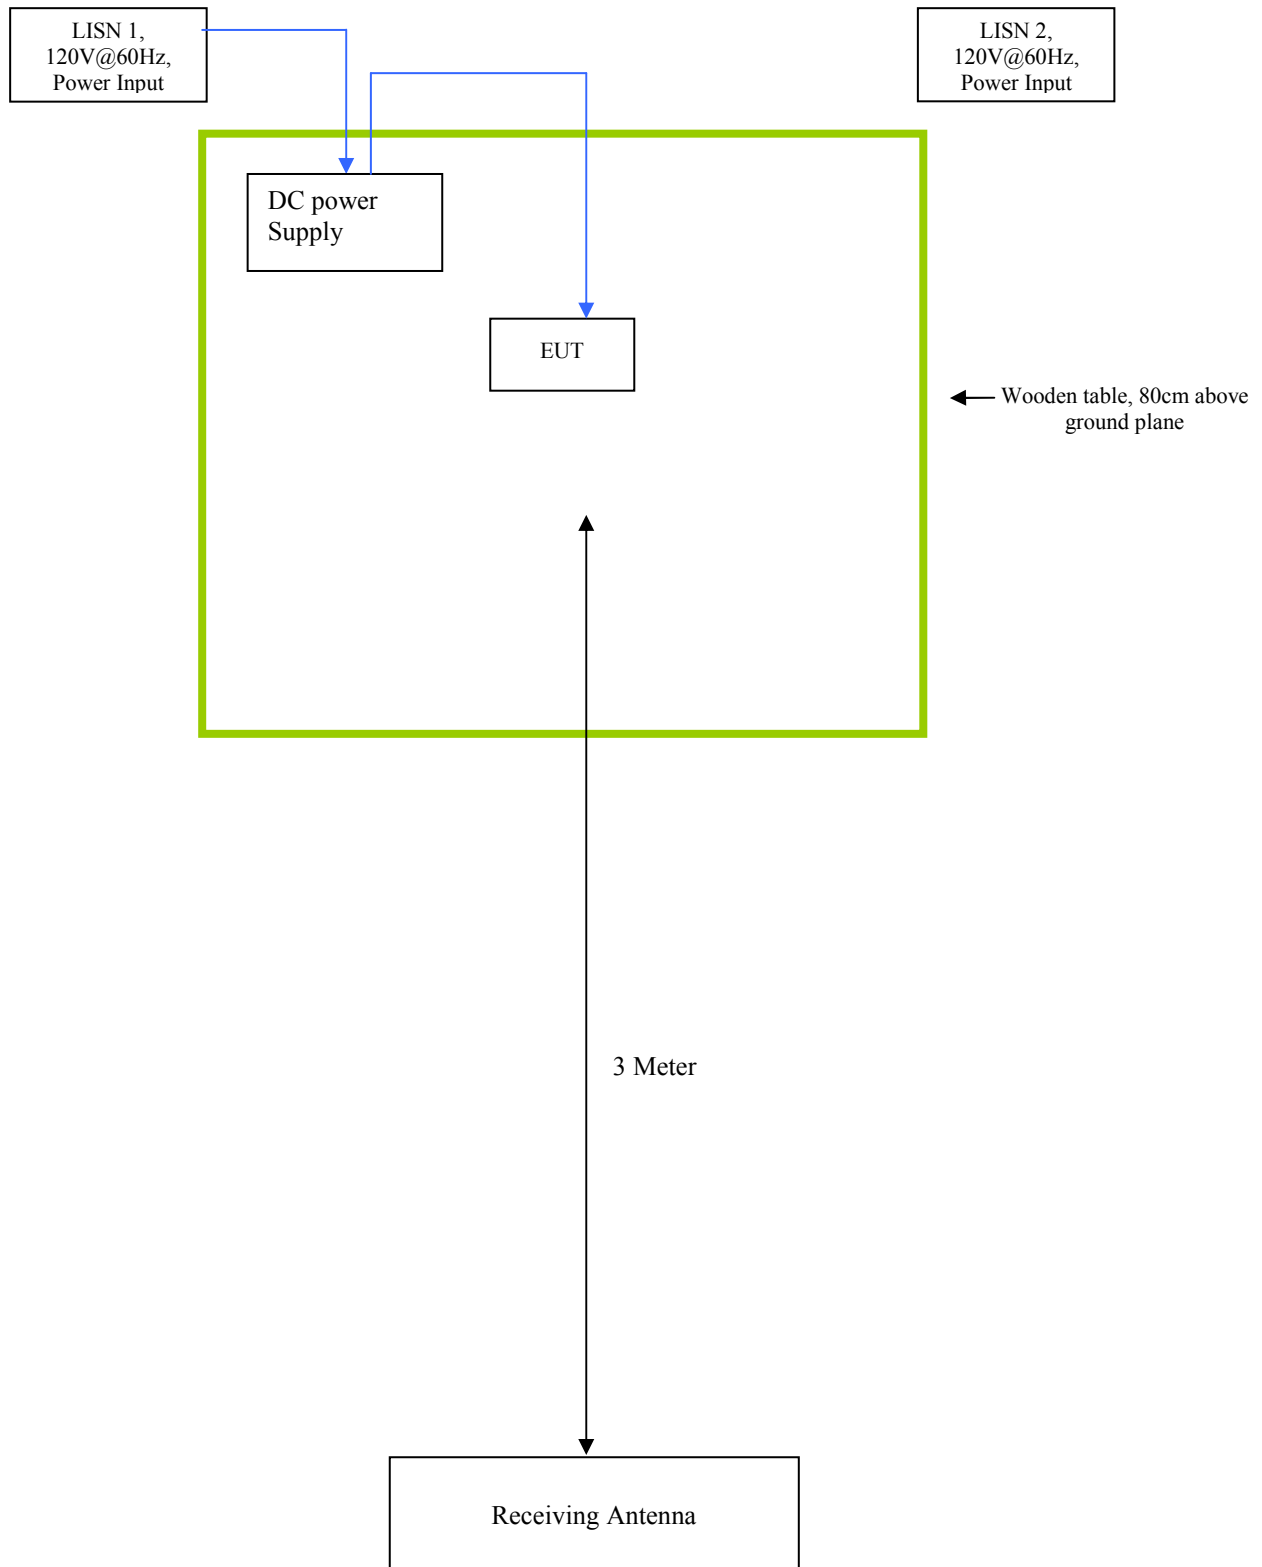 LISN 1,
120V@60Hz,
Power Input
LISN 2,
120V@60Hz,
Power Input
DC power
Supply
EUT
Wooden table, 80cm above
ground plane
3 Meter
Receiving Antenna